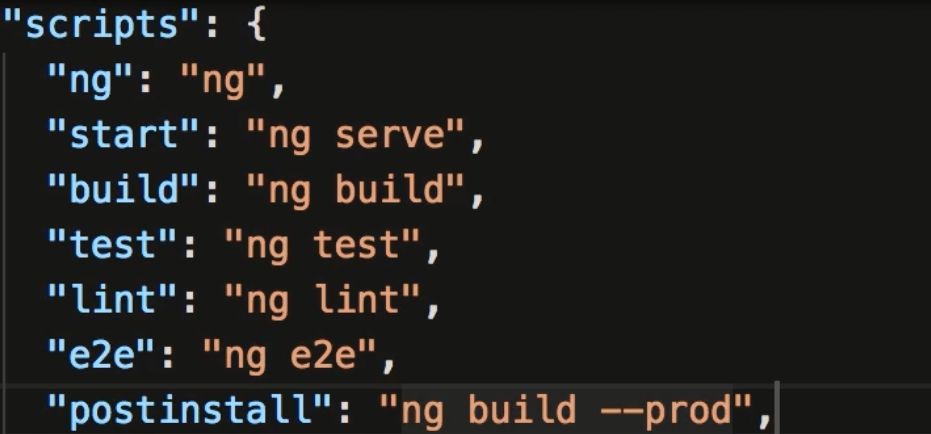 "scripts": {
"ng": "ng",
"start": "ng serve",
"build": "ng build",
"test": "ng test",
"lint": "ng lint",
"e2e": "ng e2e",
"postinstall": "ng build --prod",